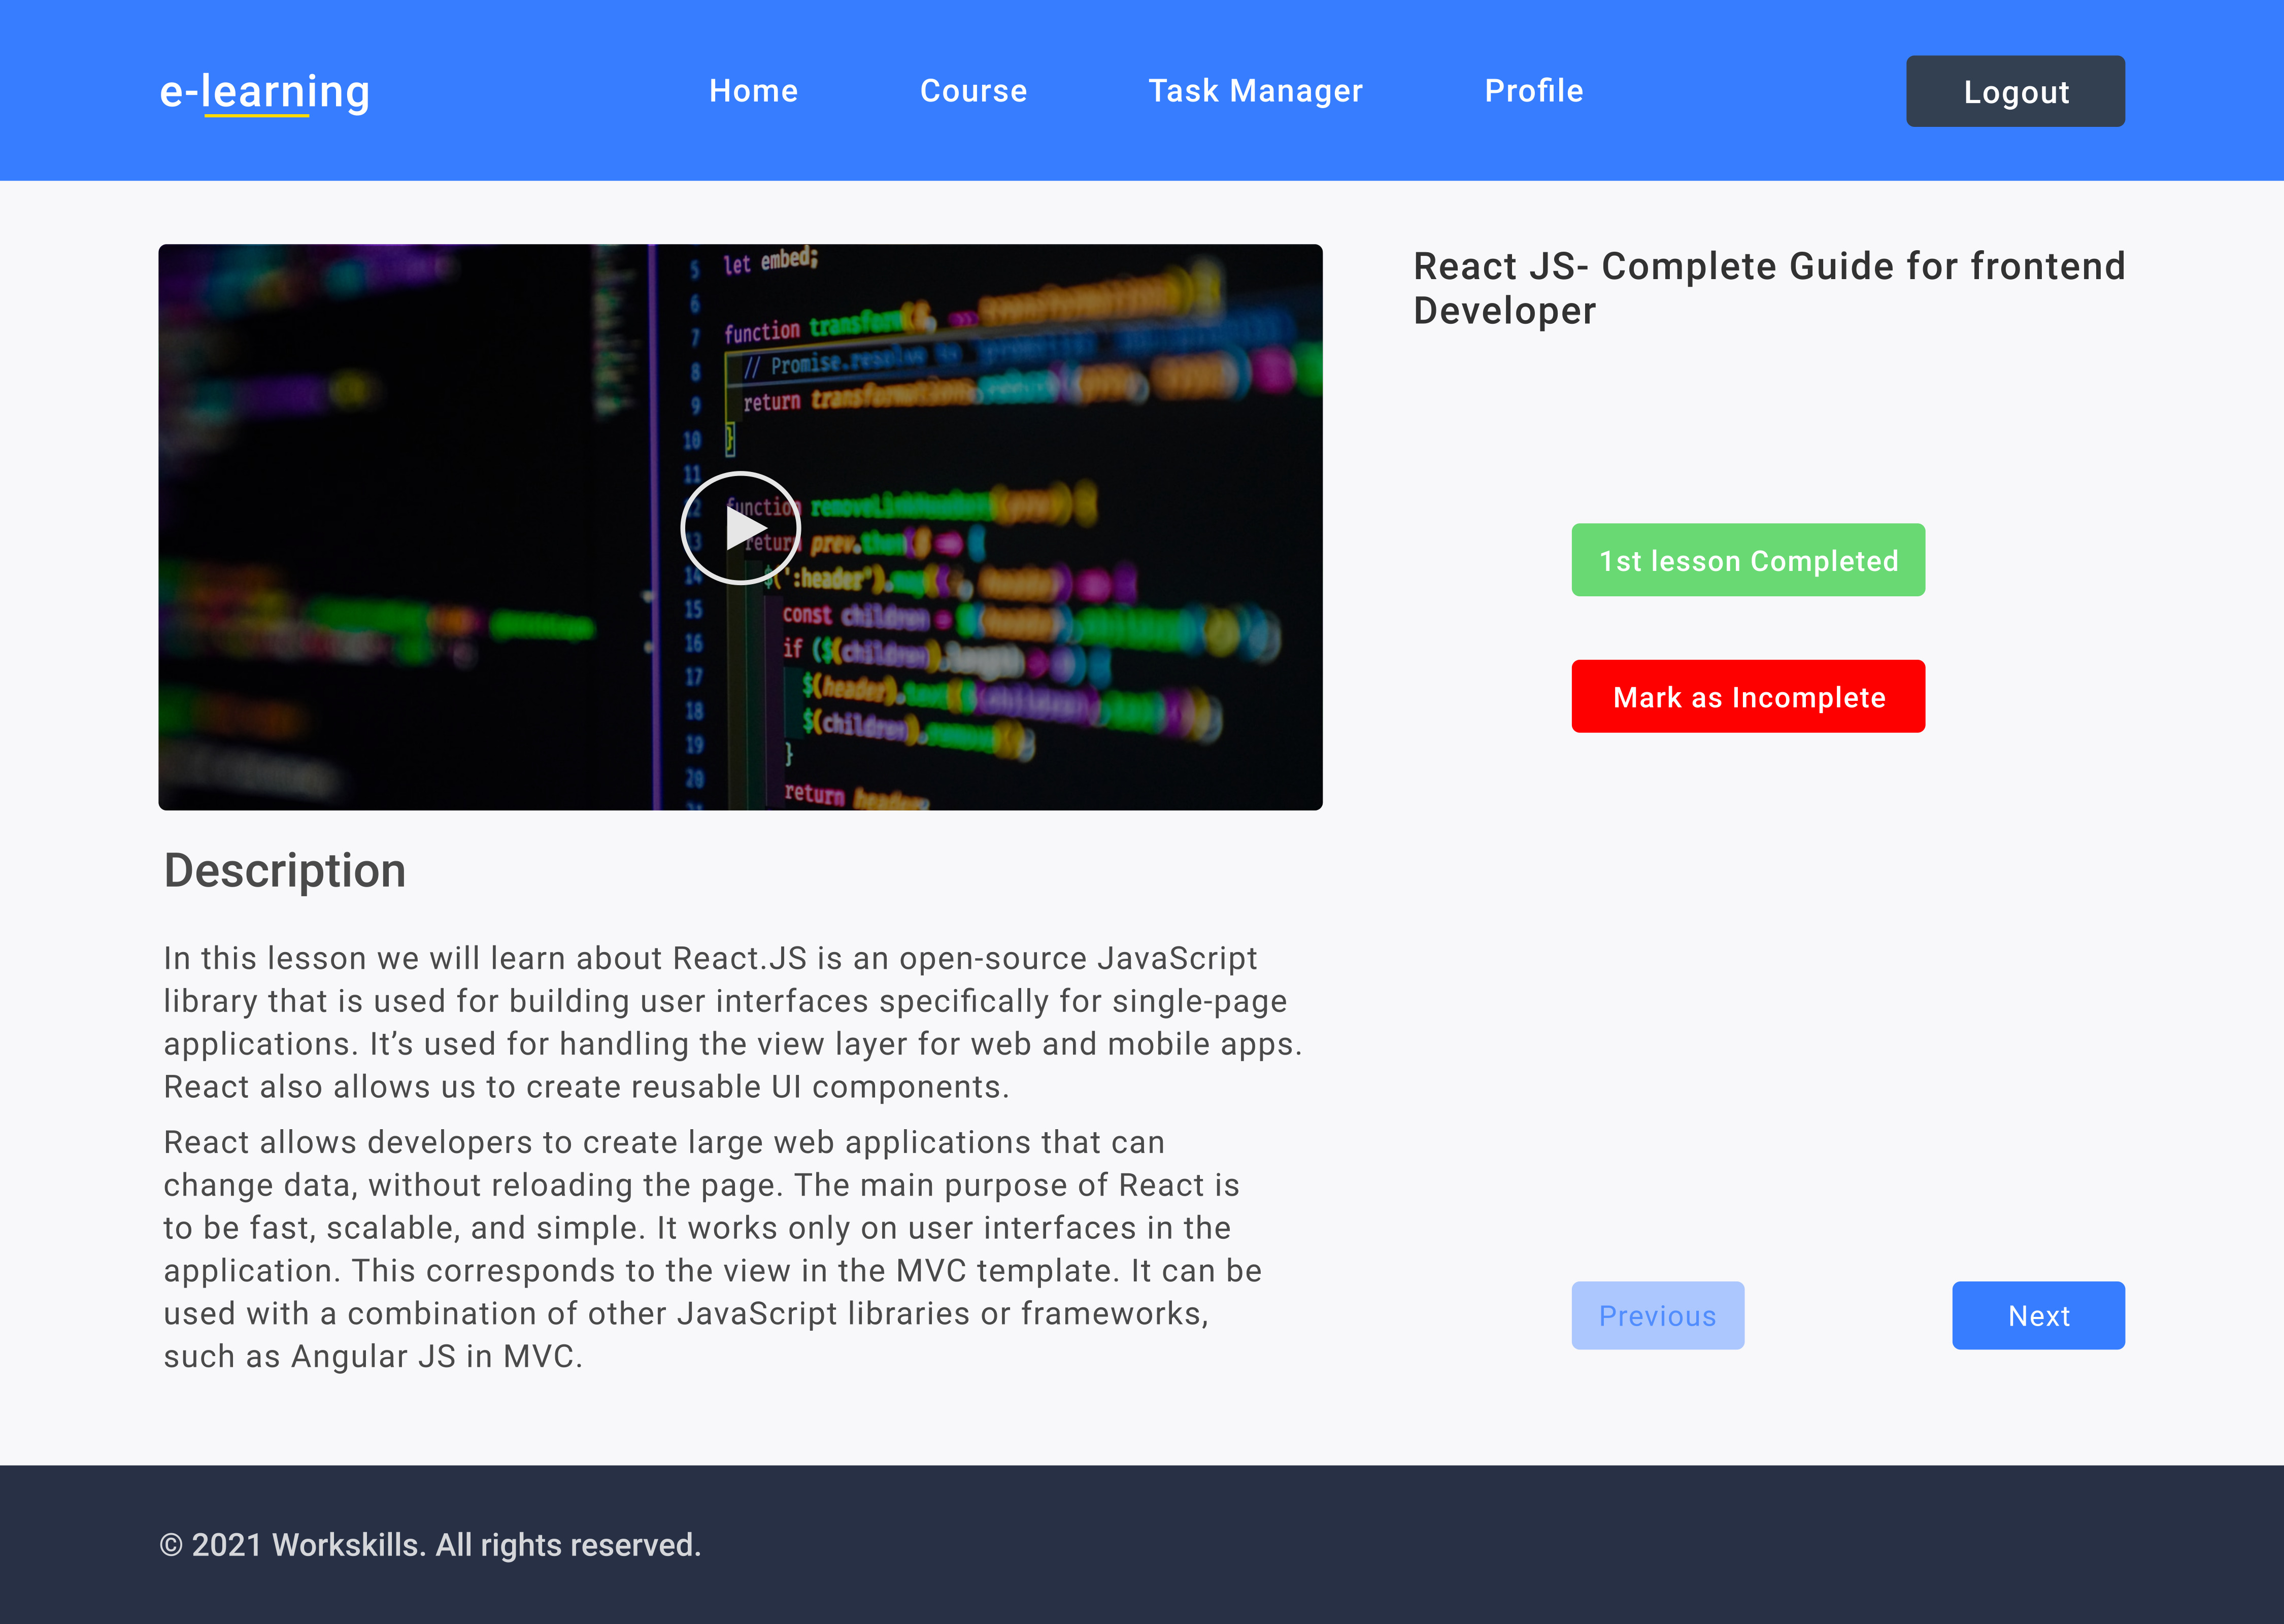 e-learning
Home
Course
Task Manager
Profile
Logout
5 let embed;
6
7 function transform
8 // Promise.resolve
9 return transformations
10 }
11
function
return prev.then
14 $(':header').
15 const children
16 if ($(children).
17 $(header).
18 $(children).remove
19 }
20
return header;
React JS- Complete Guide for frontend
Developer
1st lesson Completed
Mark as Incomplete
Description
In this lesson we will learn about React.JS is an open-source JavaScript
library that is used for building user interfaces specifically for single-page
applications. It’s used for handling the view layer for web and mobile apps.
React also allows us to create reusable UI components.
React allows developers to create large web applications that can
change data, without reloading the page. The main purpose of React is
to be fast, scalable, and simple. It works only on user interfaces in the
application. This corresponds to the view in the MVC template. It can be
used with a combination of other JavaScript libraries or frameworks,
such as Angular JS in MVC.
Previous
Next
© 2021 Workskills. All rights reserved.